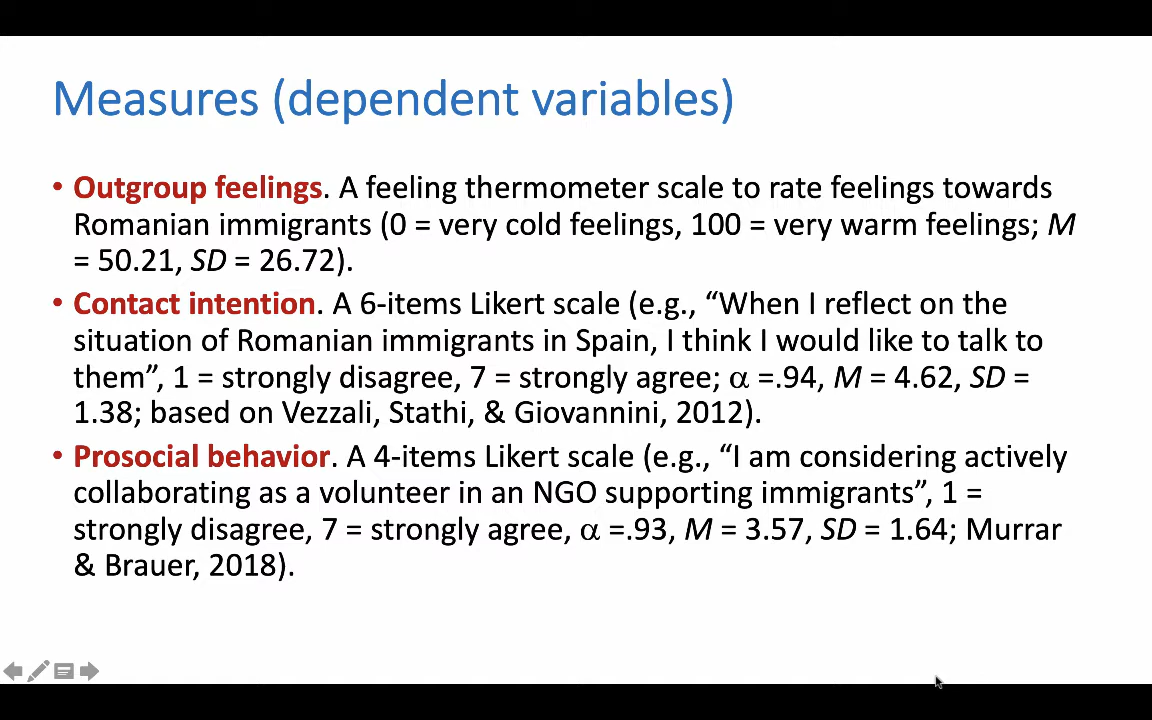 Measures (dependent variables)
• Outgroup feelings. A feeling thermometer scale to rate feelings towards
Romanian immigrants (0 = very cold feelings, 100 = very warm feelings; M
= 50.21, SD = 26.72).
• Contact intention. A 6-items Likert scale (e.g., “When I reflect on the
situation of Romanian immigrants in Spain, I think I would like to talk to
them”, 1 = strongly disagree, 7 = strongly agree; α =.94, M = 4.62, SD =
1.38; based on Vezzali, Stathi, & Giovannini, 2012).
• Prosocial behavior. A 4-items Likert scale (e.g., “I am considering actively
collaborating as a volunteer in an NGO supporting immigrants”, 1 =
strongly disagree, 7 = strongly agree, α =.93, M = 3.57, SD = 1.64; Murrar
& Brauer, 2018).